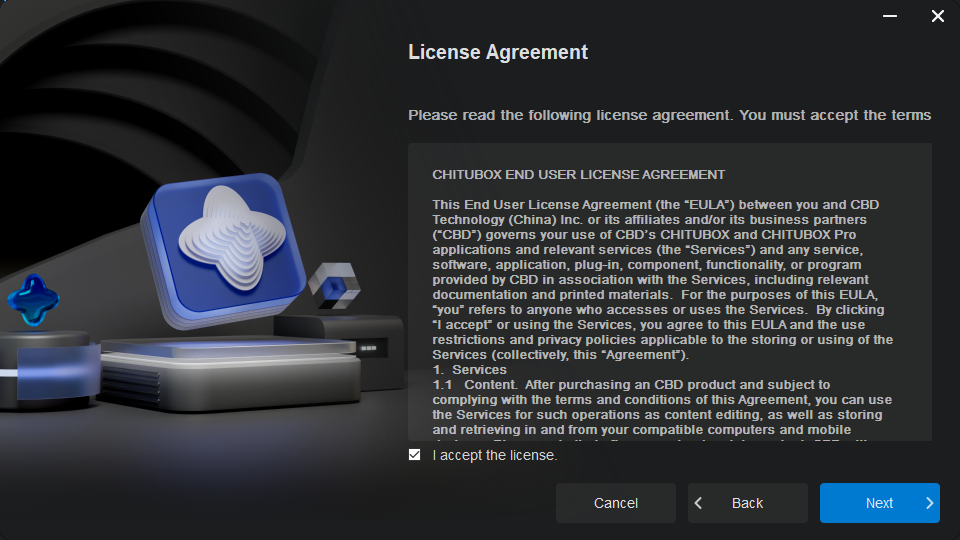 License Agreement
Please read the following license agreement. You must accept the terms
CHITUBOX END USER LICENSE AGREEMENT
This End User License Agreement (the “EULA”) between you and CBD
Technology (China) Inc. or its affiliates and/or its business partners
(“CBD”) governs your use of CBD’s CHITUBOX and CHITUBOX Pro
applications and relevant services (the “Services”) and any service,
software, application, plug-in, component, functionality, or program
provided by CBD in association with the Services, including relevant
documentation and printed materials.  For the purposes of this EULA,
“you” refers to anyone who accesses or uses the Services.  By clicking
“I accept” or using the Services, you agree to this EULA and the use
restrictions and privacy policies applicable to the storing or using of the
Services (collectively, this “Agreement”).
1.  Services
1.1   Content.  After purchasing an CBD product and subject to
complying with the terms and conditions of this Agreement, you can use
the Services for such operations as content editing, as well as storing
and retrieving in and from your compatible computers and mobile
I accept the license.
Cancel
Back
Next